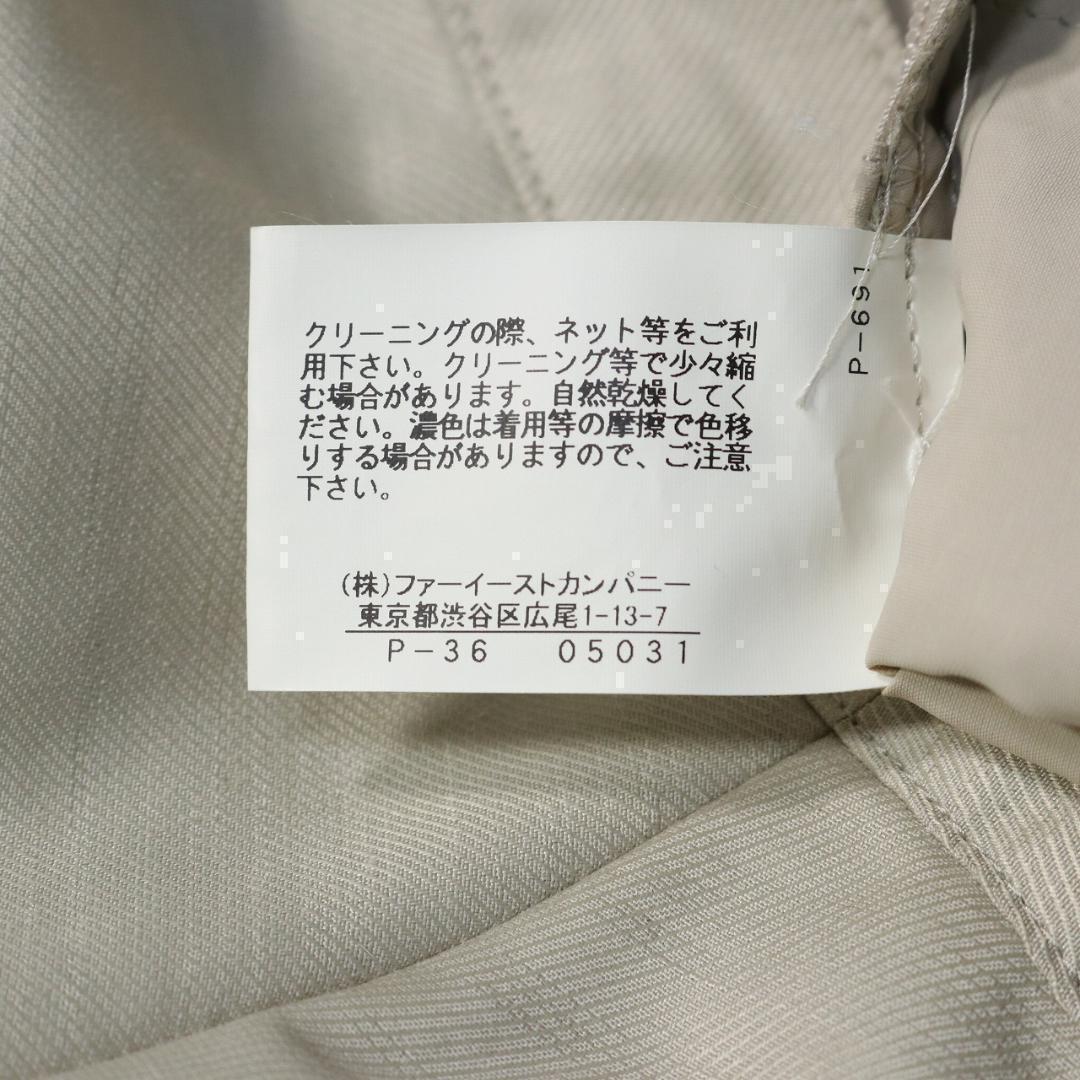 クリーニングの際、ネット等をご利
用下さい。クリーニング等で少々縮
む場合があります。自然乾燥してく
ださい。濃色は着用等の摩擦で色移
りする場合がありますので、ご注意
下さい。
(株)ファーイーストカンパニー
東京都渋谷区広尾1-13-7
P-36 05031
P-691